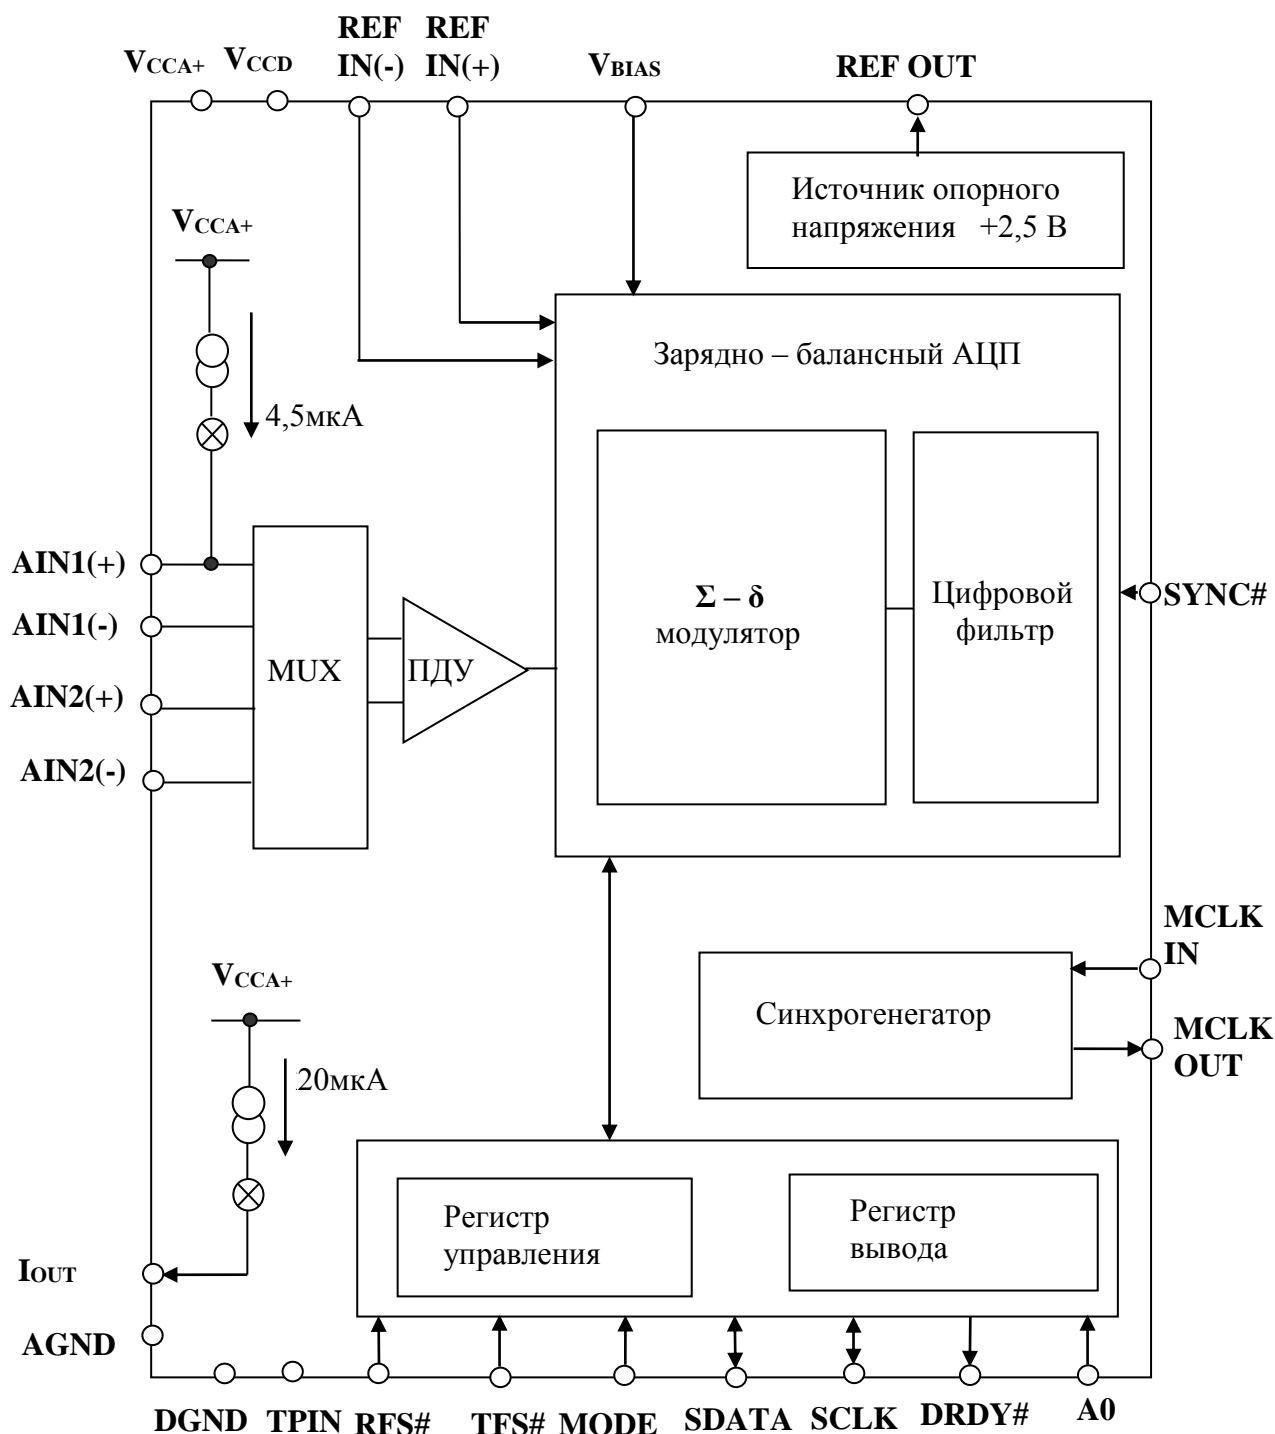 REF REF
VCCA+ VCCD IN(-) IN(+) VBIAS REF OUT
Источник опорного
напряжения +2,5 В
VCCA+
Зарядно – балансный АЦП
4,5мкА
AIN1(+)
AIN1(-)
AIN2(+)
AIN2(-)
MUX
ПДУ
Σ – δ
модулятор
Цифровой
фильтр
SYNC#
MCLK
IN
VCCA+
Синхрогенегатор
MCLK
OUT
20мкА
Регистр
управления
Регистр
вывода
IOUT
AGND
DGND TPIN RFS# TFS# MODE SDATA SCLK DRDY# A0